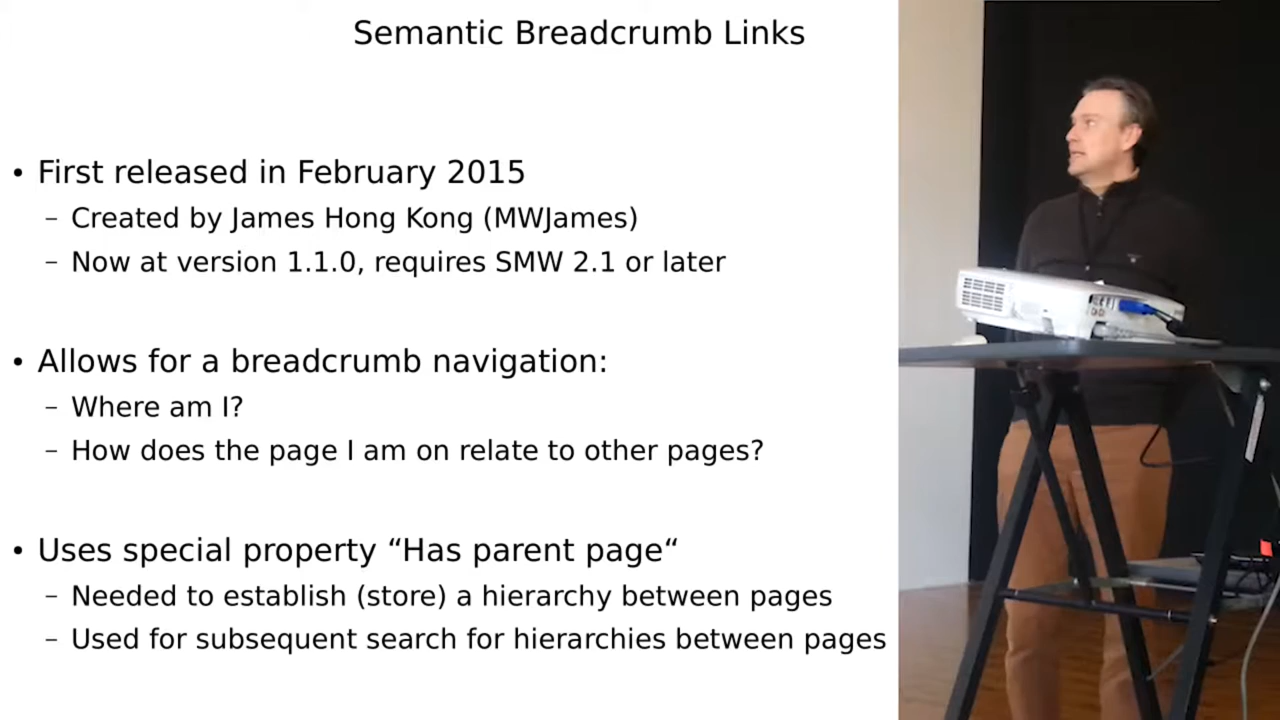 Semantic Breadcrumb Links
• First released in February 2015
– Created by James Hong Kong (MWJames)
– Now at version 1.1.0, requires SMW 2.1 or later
• Allows for a breadcrumb navigation:
– Where am I?
– How does the page I am on relate to other pages?
• Uses special property “Has parent page“
– Needed to establish (store) a hierarchy between pages
– Used for subsequent search for hierarchies between pages